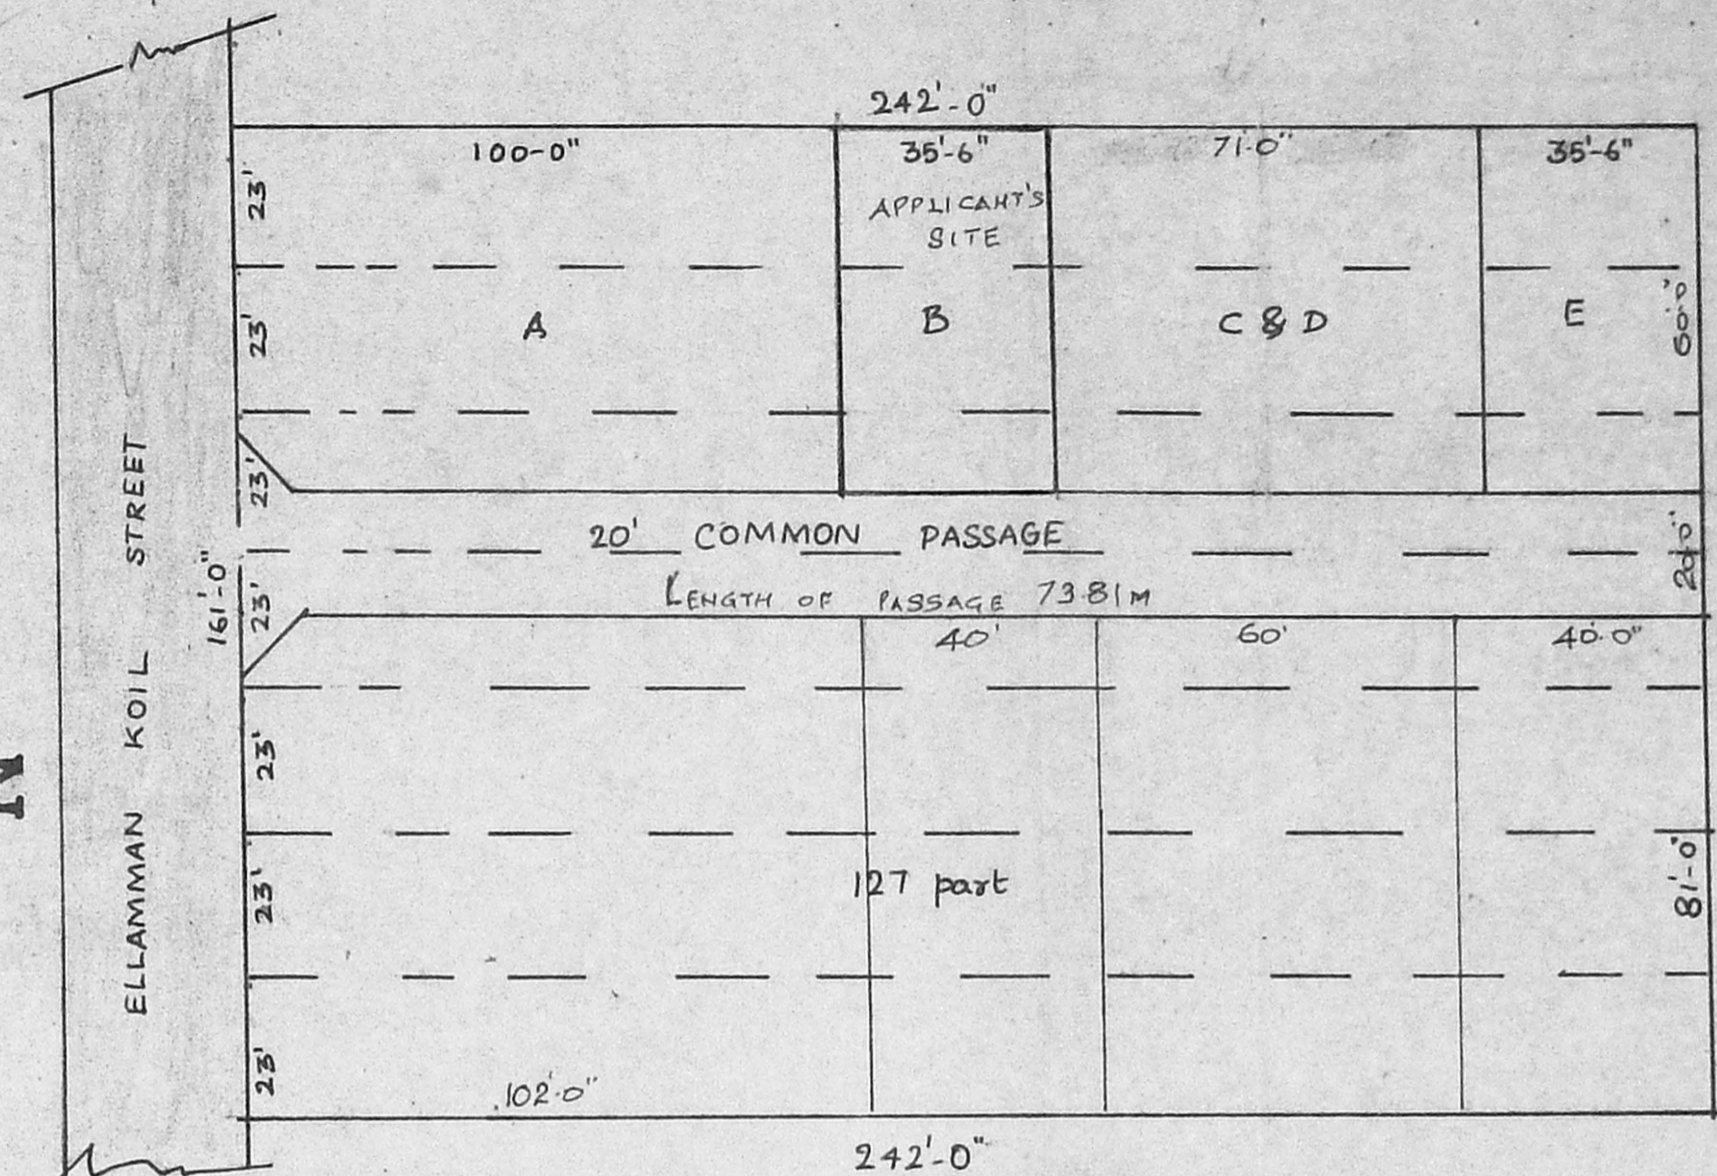 242'-0"
100-0"
35'-6"
71-0"
35'-6"
APPLICANT'S
SITE
23'
23'
A
B
C & D
E
60'-0"
23'
20' COMMON PASSAGE
20'-0"
LENGTH OF PASSAGE 73.81M
161'-0"
23'
40'
60'
40.0"
ELLAMMAN KOIL STREET
23'
23'
127 part
81'-0"
23'
102'.0"
242'-0"
N